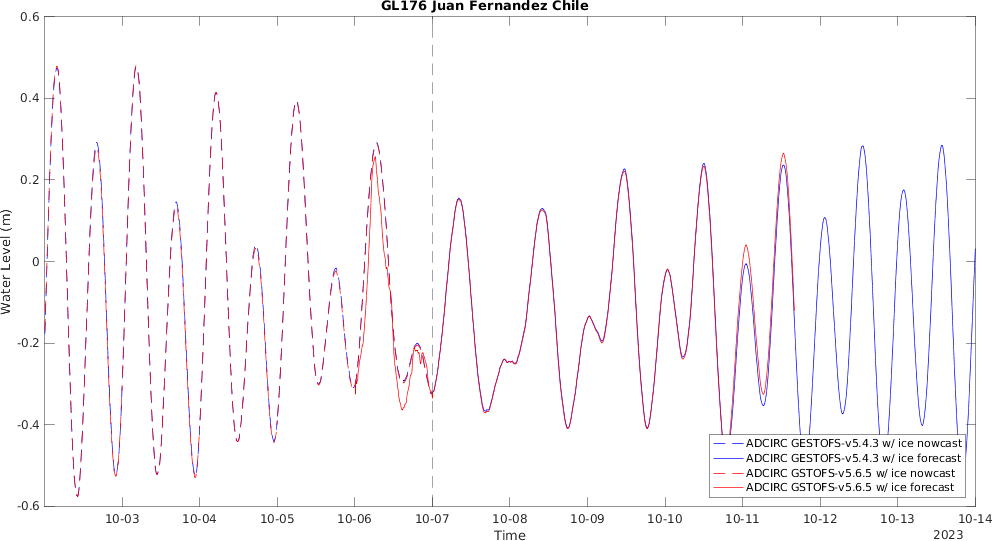 GL176 Juan Fernandez Chile
0.6
0.4
0.2
0
-0.2
-0.4
-0.6
Water Level (m)
10-03
10-04
10-05
10-06
10-07
10-08
10-09
10-10
10-11
10-12
10-13
10-14
Time
2023
ADCIRC GESTOFS-v5.4.3 w/ ice nowcast
ADCIRC GESTOFS-v5.4.3 w/ ice forecast
ADCIRC GSTOFS-v5.6.5 w/ ice nowcast
ADCIRC GSTOFS-v5.6.5 w/ ice forecast